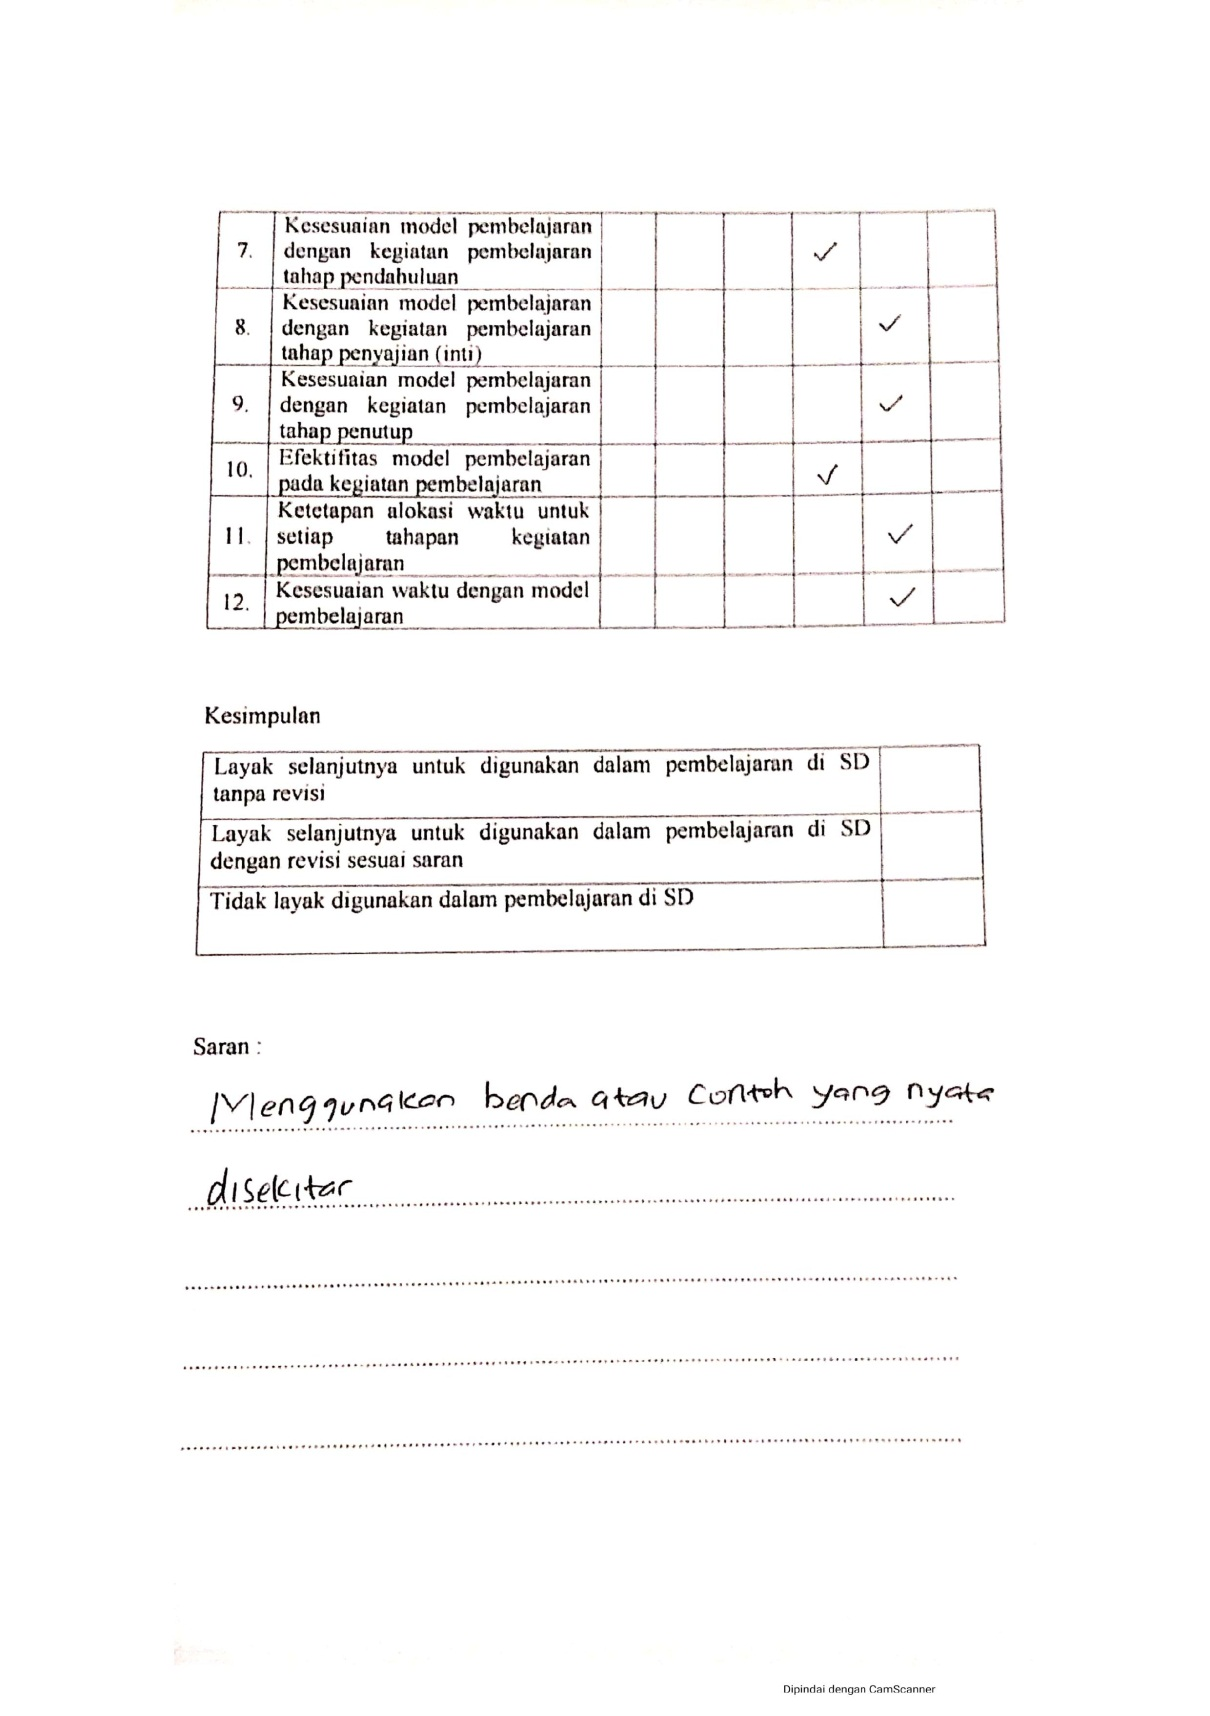 7. Kesesuaian model pembelajaran
dengan kegiatan pembelajaran
tahap pendahuluan ✓
8. Kesesuaian model pembelajaran
dengan kegiatan pembelajaran
tahap penyajian (inti) ✓
9. Kesesuaian model pembelajaran
dengan kegiatan pembelajaran
tahap penutup ✓
10. Efektifitas model pembelajaran
pada kegiatan pembelajaran ✓
11. Ketetapan alokasi waktu untuk
setiap tahapan kegiatan
pembelajaran ✓
12. Kesesuaian waktu dengan model
pembelajaran ✓
Kesimpulan
Layak selanjutnya untuk digunakan dalam pembelajaran di SD
tanpa revisi
Layak selanjutnya untuk digunakan dalam pembelajaran di SD
dengan revisi sesuai saran
Tidak layak digunakan dalam pembelajaran di SD
Saran :
Menggunakan benda atau contoh yang nyata
disekitar
Dipindai dengan CamScanner